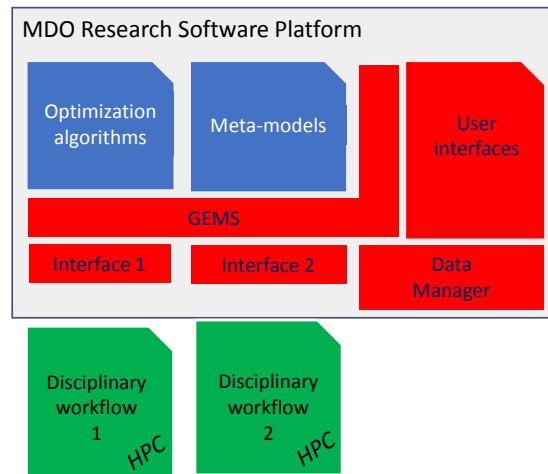 MDO Research Software Platform
Optimization
algorithms
Meta-models
User
interfaces
GEMS
Interface 1
Interface 2
Data
Manager
Disciplinary
workflow
1
HPC
Disciplinary
workflow
2
HPC